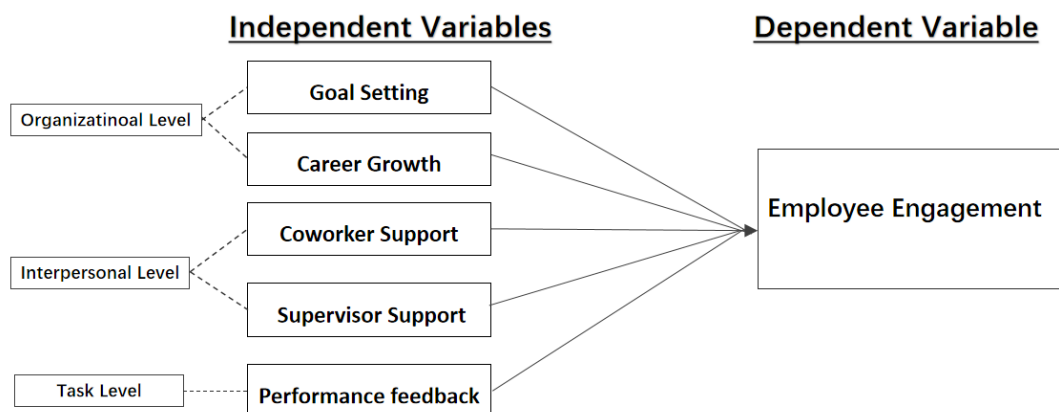 Independent Variables
Dependent Variable
Goal Setting
Organizatinoal Level
Career Growth
Employee Engagement
Coworker Support
Interpersonal Level
Supervisor Support
Task Level
Performance feedback